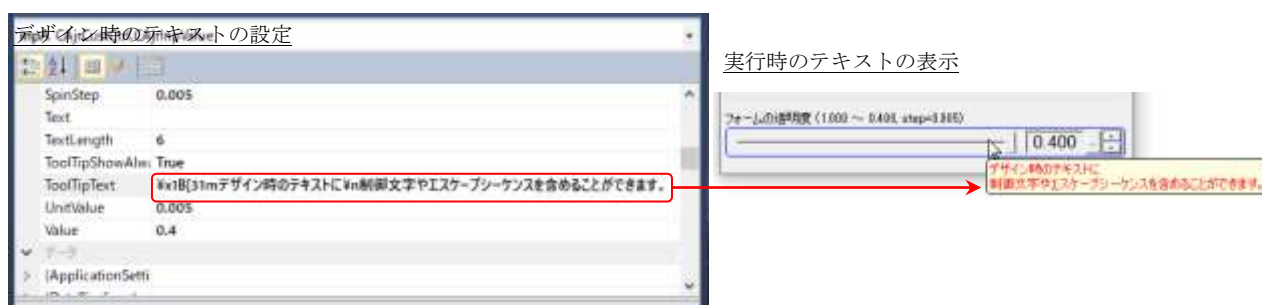 デザイン時のテキストの設定
実行時のテキストの表示
SpinStep 0.005
Text
TextLength 6
ToolTipShowAlw True
ToolTipText ¥x1B[31mデザイン時のテキストに¥n制御文字やエスケープシーケンスを含めることができます。
UnitValue 0.005
Value 0.4
データ
(ApplicationSetti
フォームの透明度 (1.000 ～ 0.400, step=0.005)
0.400
デザイン時のテキストに
制御文字やエスケープシーケンスを含めることができます。